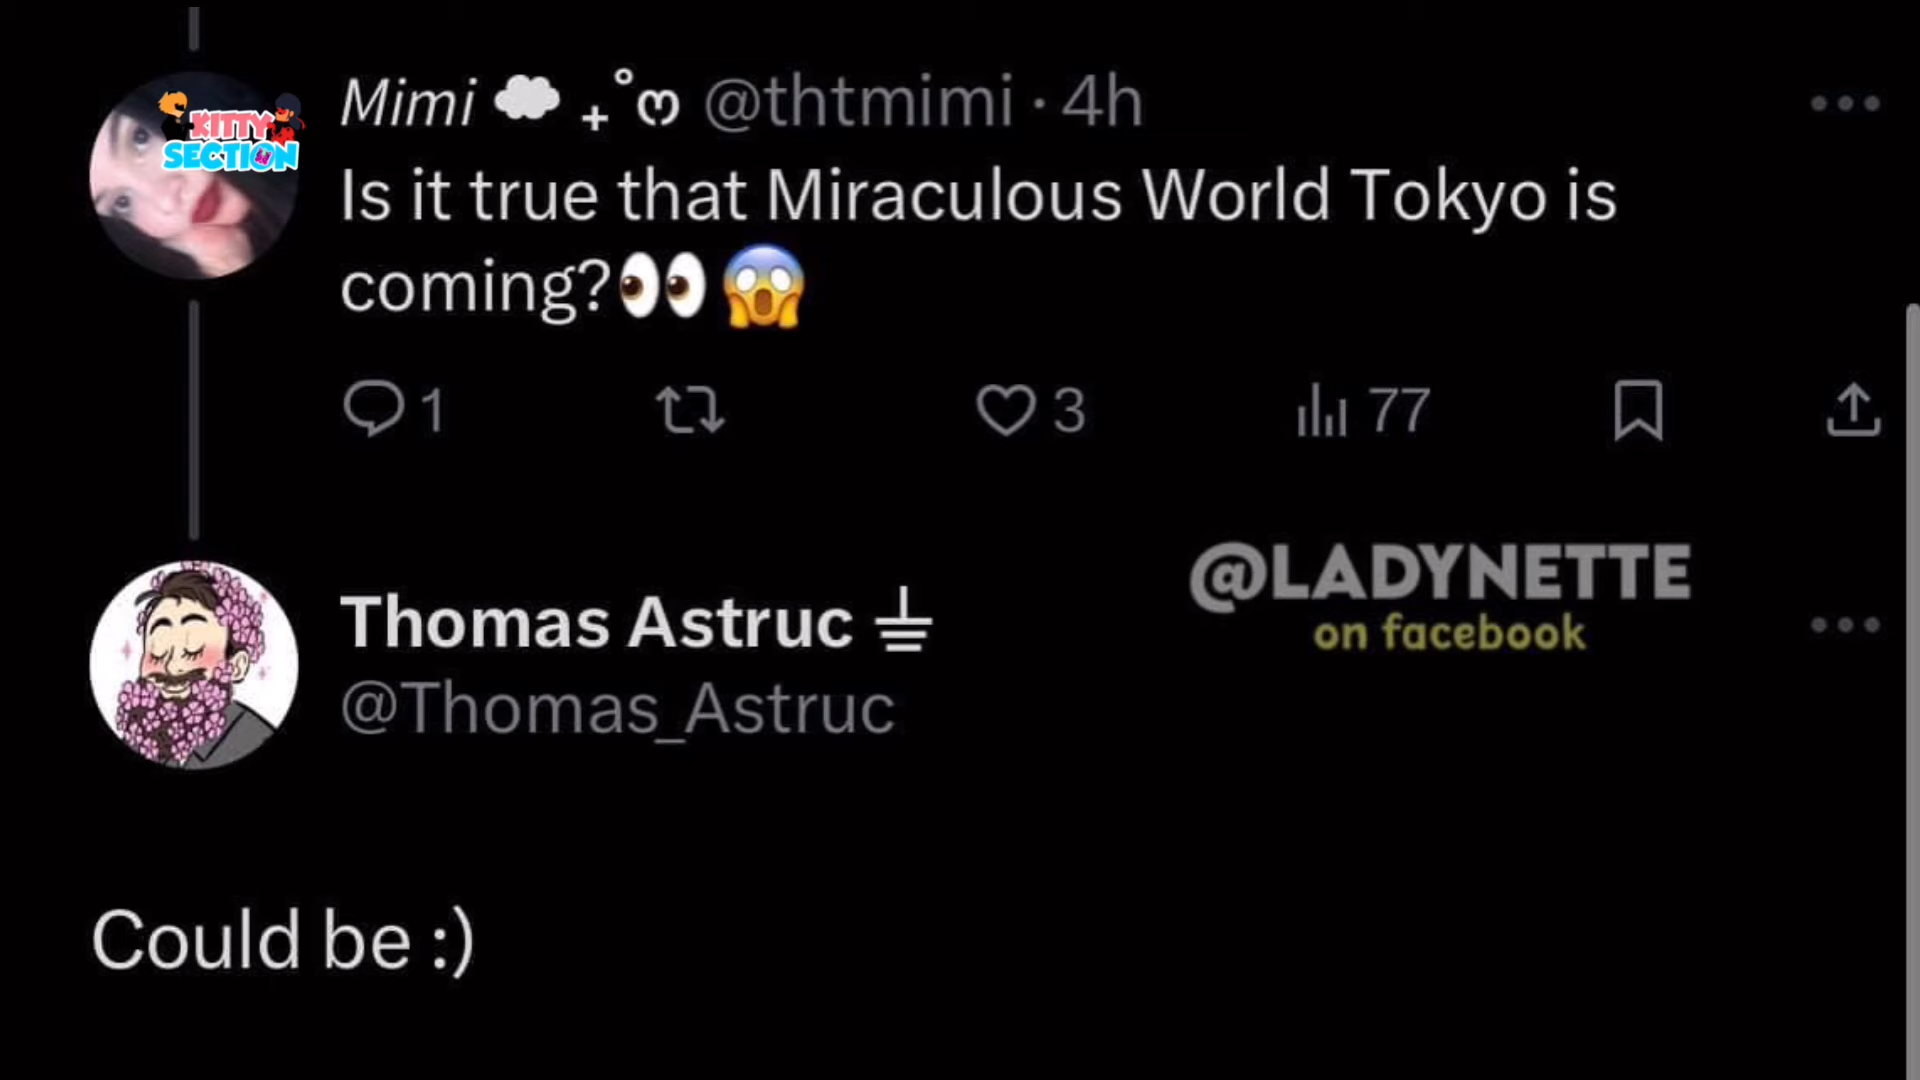 KITTY
SECTION
Mimi ☁️ ₊˚ෆ @thtmimi · 4h
Is it true that Miraculous World Tokyo is
coming?👀😱
1 3 77
@LADYNETTE
on facebook
Thomas Astruc ⏚
@Thomas_Astruc
Could be :)